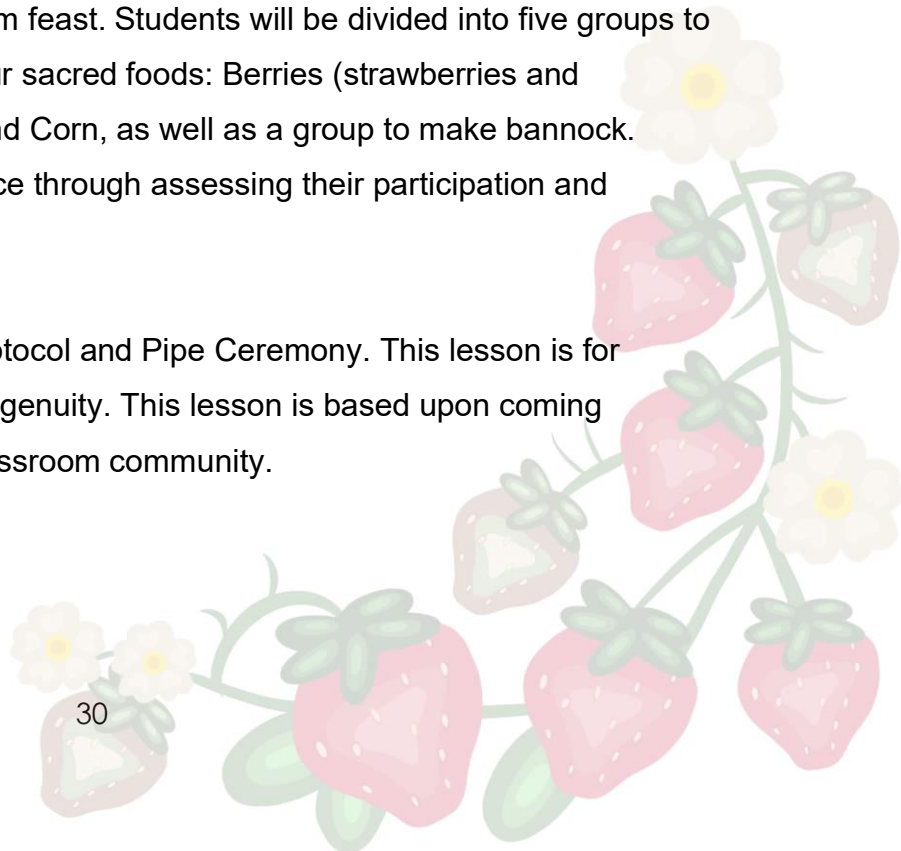 m feast. Students will be divided into five groups to
r sacred foods: Berries (strawberries and
d Corn, as well as a group to make bannock.
ce through assessing their participation and
otocol and Pipe Ceremony. This lesson is for
genuity. This lesson is based upon coming
ssroom community.
30